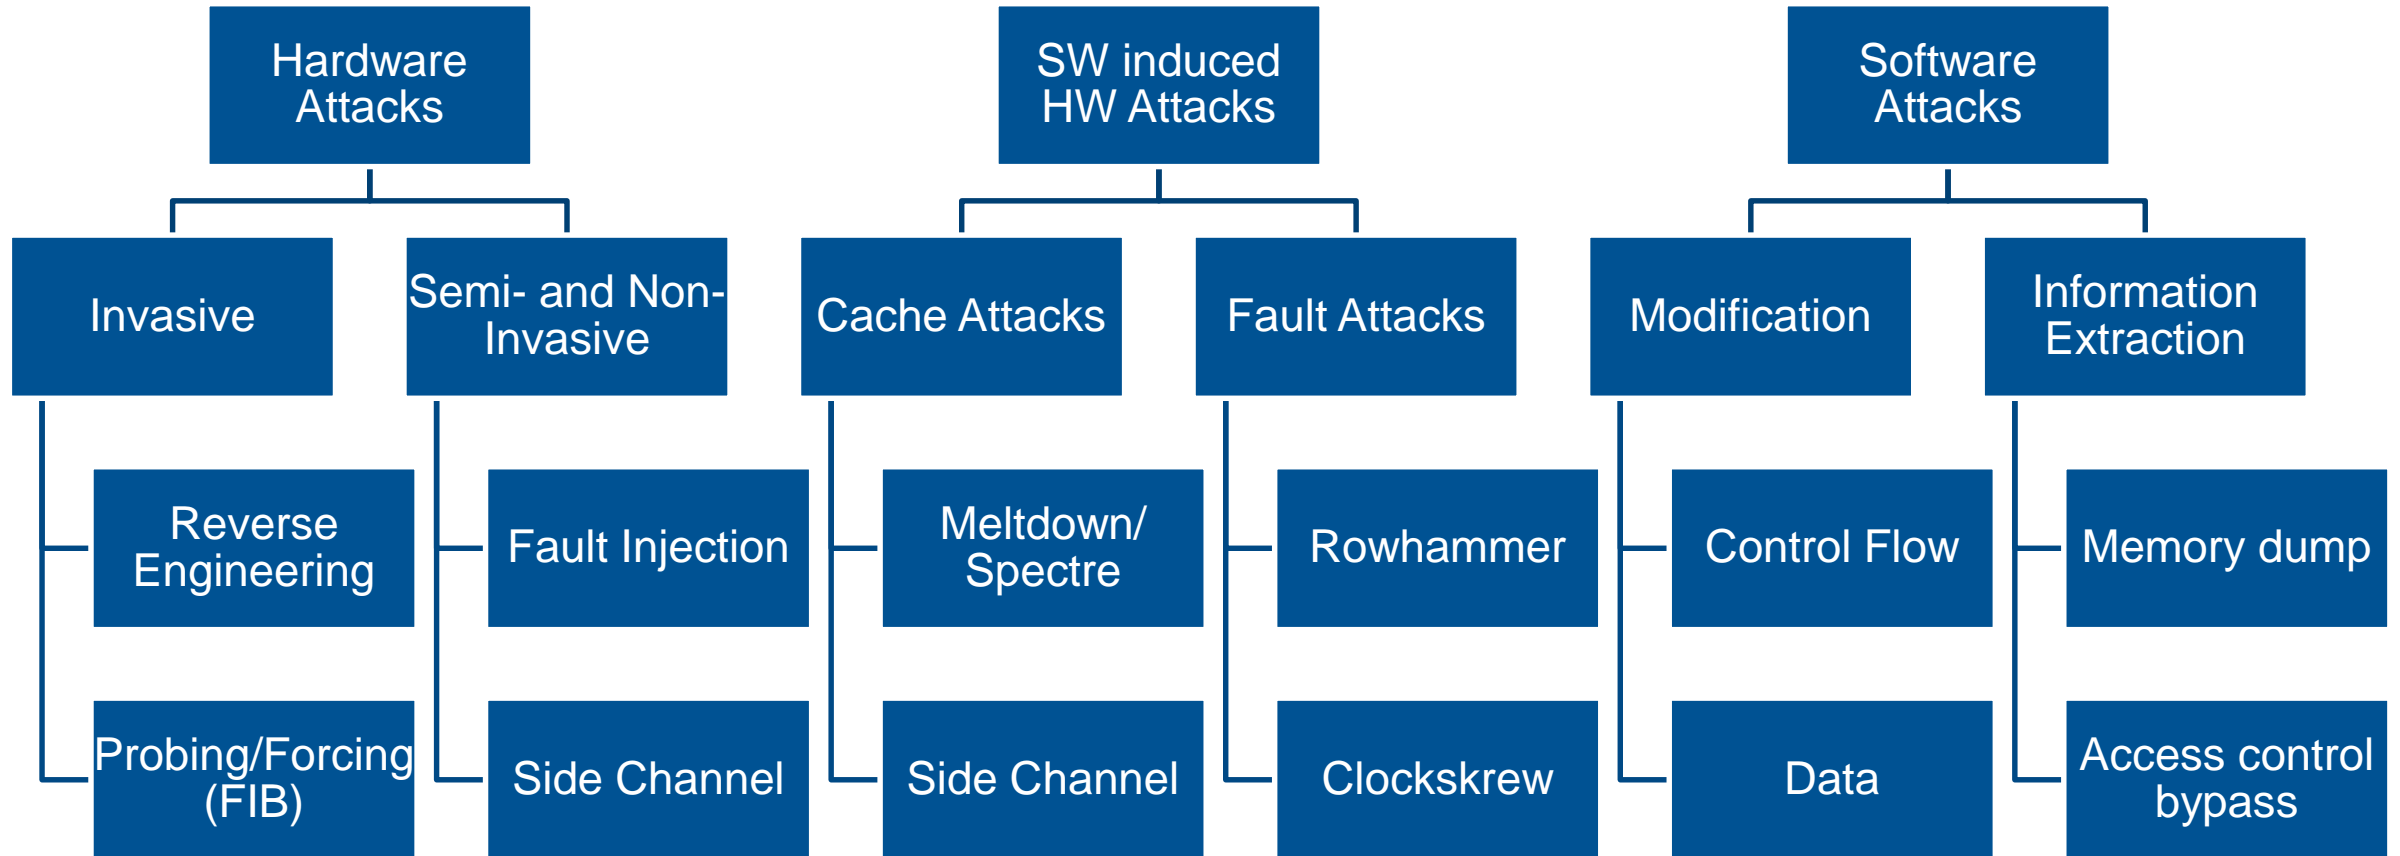 Hardware
Attacks
SW induced
HW Attacks
Software
Attacks
Invasive
Semi- and Non-
Invasive
Cache Attacks
Fault Attacks
Modification
Information
Extraction
Reverse
Engineering
Fault Injection
Meltdown/
Spectre
Rowhammer
Control Flow
Memory dump
Probing/Forcing
(FIB)
Side Channel
Side Channel
Clockskrew
Data
Access control
bypass